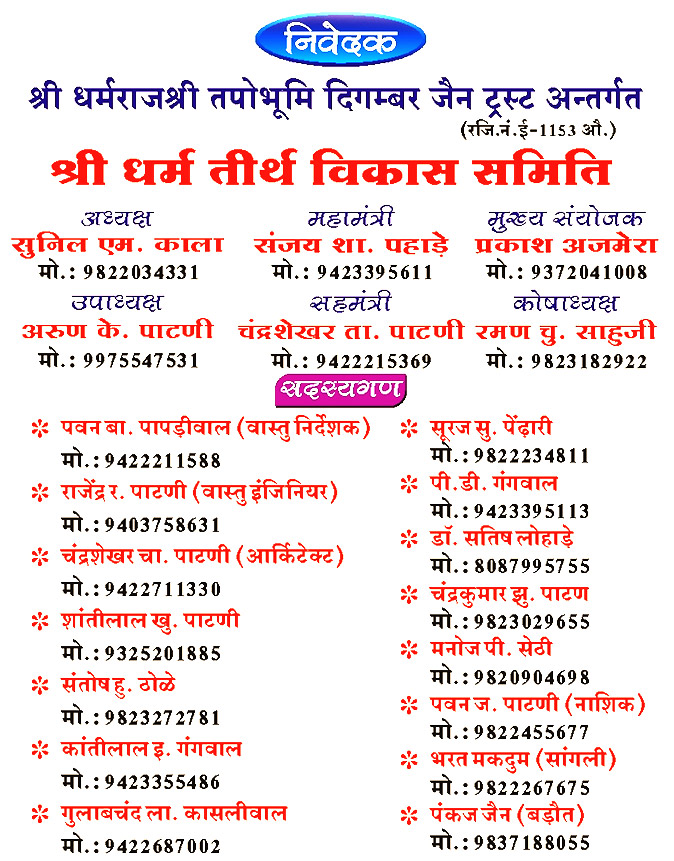 निवेदक
श्री धर्मराजश्री तपोभूमि दिगम्बर जैन ट्रस्ट अन्तर्गत
(रजि.नं.ई-1153 औ.)
श्री धर्म तीर्थ विकास समिति
अध्यक्ष महामंत्री मुख्य संयोजक
सुनिल एम. काला संजय शा. पहाड़े प्रकाश अजमेरा
मो.: 9822034331 मो.: 9423395611 मो.: 9372041008
उपाध्यक्ष सहमंत्री कोषाध्यक्ष
अरुण के. पाटणी चंद्रशेखर ता. पाटणी रमण चु. साहुजी
मो.: 9975547531 मो.: 9422215369 मो.: 9823182922
सदस्यगण
* पवन बा. पापड़ीवाल (वास्तु निर्देशक)
मो.: 9422211588
* राजेंद्र र. पाटणी (वास्तु इंजिनियर)
मो.: 9403758631
* चंद्रशेखर चा. पाटणी (आर्किटेक्ट)
मो.: 9422711330
* शांतीलाल खु. पाटणी
मो.: 9325201885
* संतोष हु. ठोळे
मो.: 9823272781
* कांतीलाल इ. गंगवाल
मो.: 9423355486
* गुलाबचंद ला. कासलीवाल
मो.: 9422687002
* सूरज सु. पेंढ़ारी
मो.: 9822234811
* पी.डी. गंगवाल
मो.: 9423395113
* डॉ. सतिष लोहाड़े
मो.: 8087995755
* चंद्रकुमार झु. पाटण
मो.: 9823029655
* मनोज पी. सेठी
मो.: 9820904698
* पवन ज. पाटणी (नाशिक)
मो.: 9822455677
* भरत मकदुम (सांगली)
मो.: 9822267675
* पंकज जैन (बड़ौत)
मो.: 9837188055